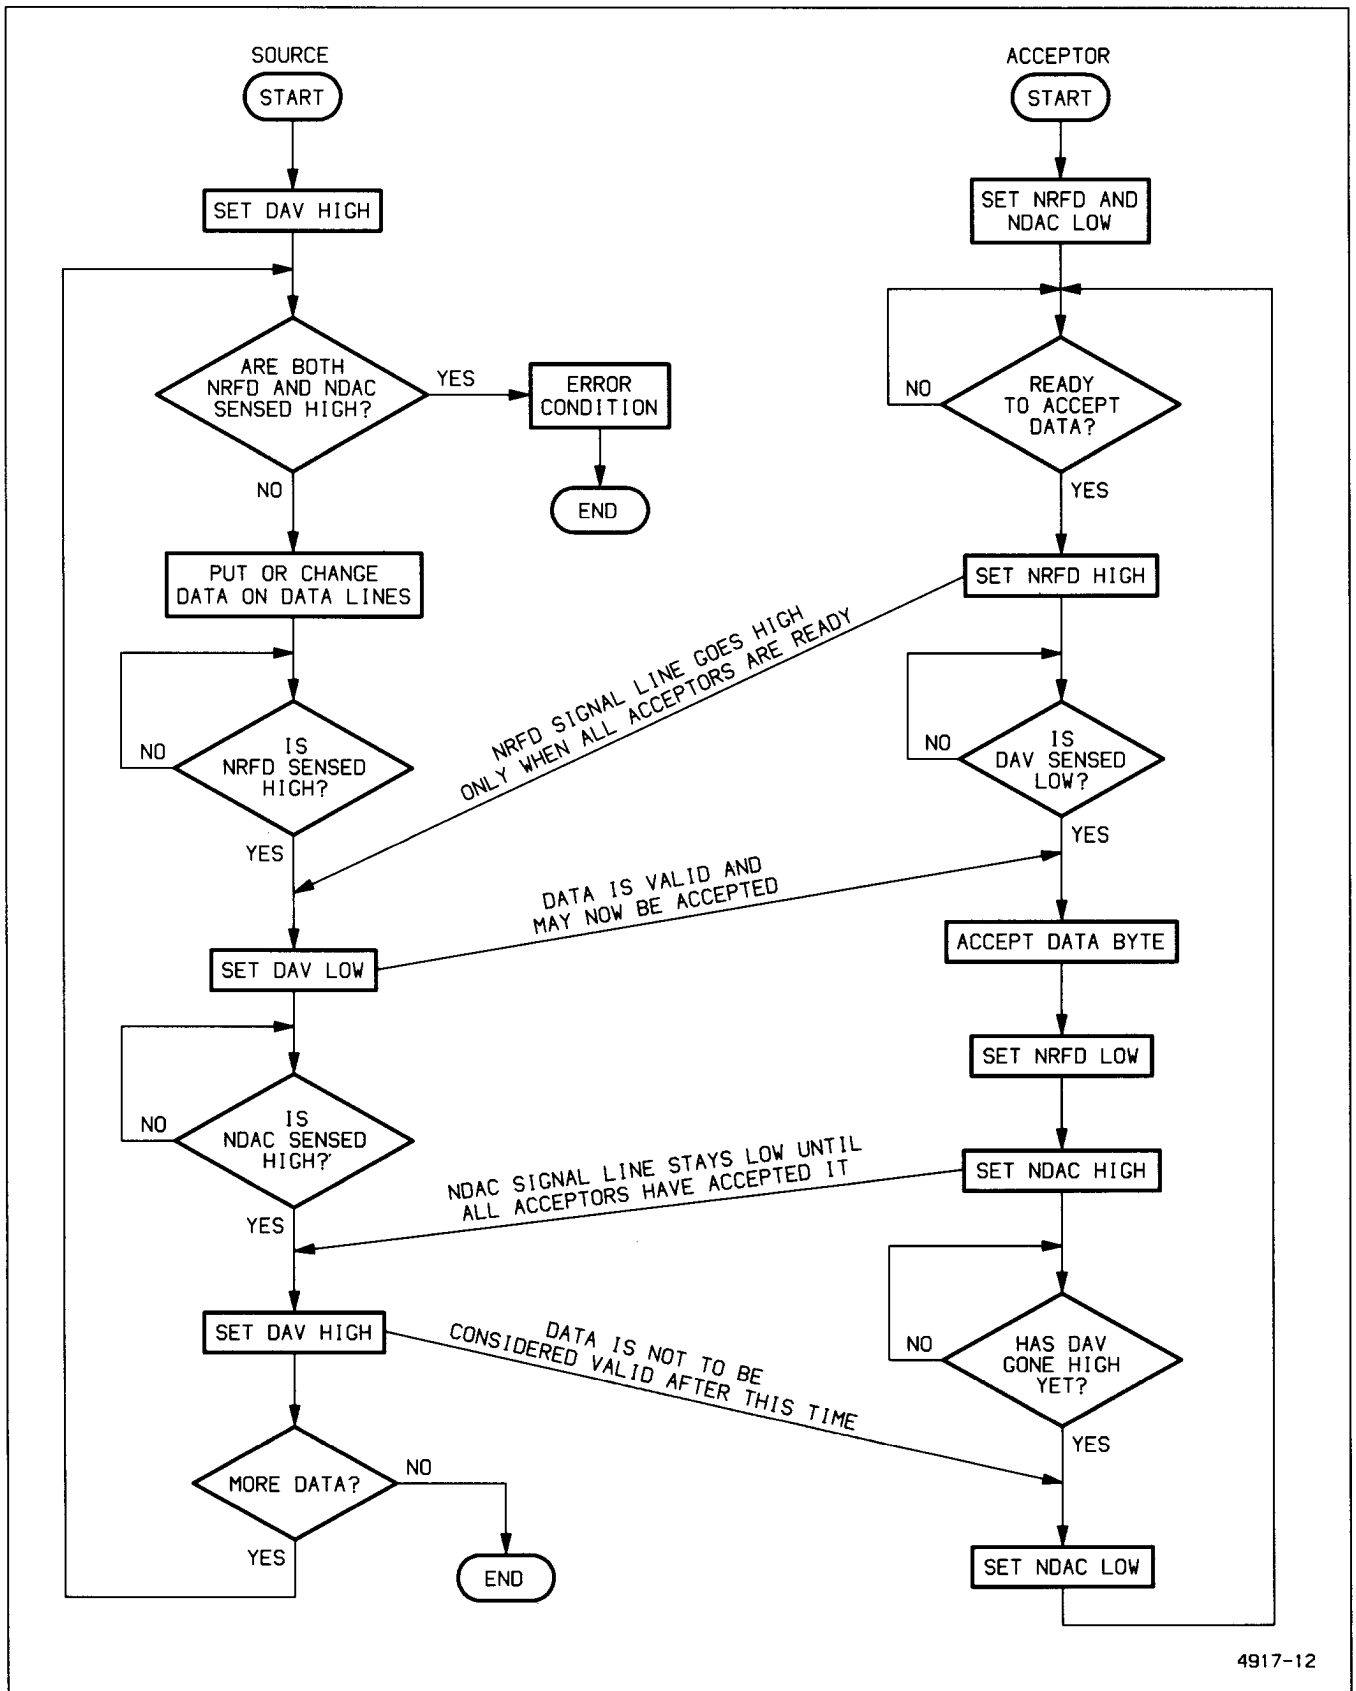 SOURCE
START
SET DAV HIGH
ARE BOTH
NRFD AND NDAC
SENSED HIGH?
YES
ERROR
CONDITION
END
NO
PUT OR CHANGE
DATA ON DATA LINES
IS
NRFD SENSED
HIGH?
NO
YES
SET DAV LOW
IS
NDAC SENSED
HIGH?
NO
YES
SET DAV HIGH
MORE DATA?
NO
END
YES
NRFD SIGNAL LINE GOES HIGH
ONLY WHEN ALL ACCEPTORS ARE READY
DATA IS VALID AND
MAY NOW BE ACCEPTED
NDAC SIGNAL LINE STAYS LOW UNTIL
ALL ACCEPTORS HAVE ACCEPTED IT
DATA IS NOT TO BE
CONSIDERED VALID AFTER THIS TIME
ACCEPTOR
START
SET NRFD AND
NDAC LOW
READY
TO ACCEPT
DATA?
NO
YES
SET NRFD HIGH
IS
DAV SENSED
LOW?
NO
YES
ACCEPT DATA BYTE
SET NRFD LOW
SET NDAC HIGH
HAS DAV
GONE HIGH
YET?
NO
YES
SET NDAC LOW
4917-12